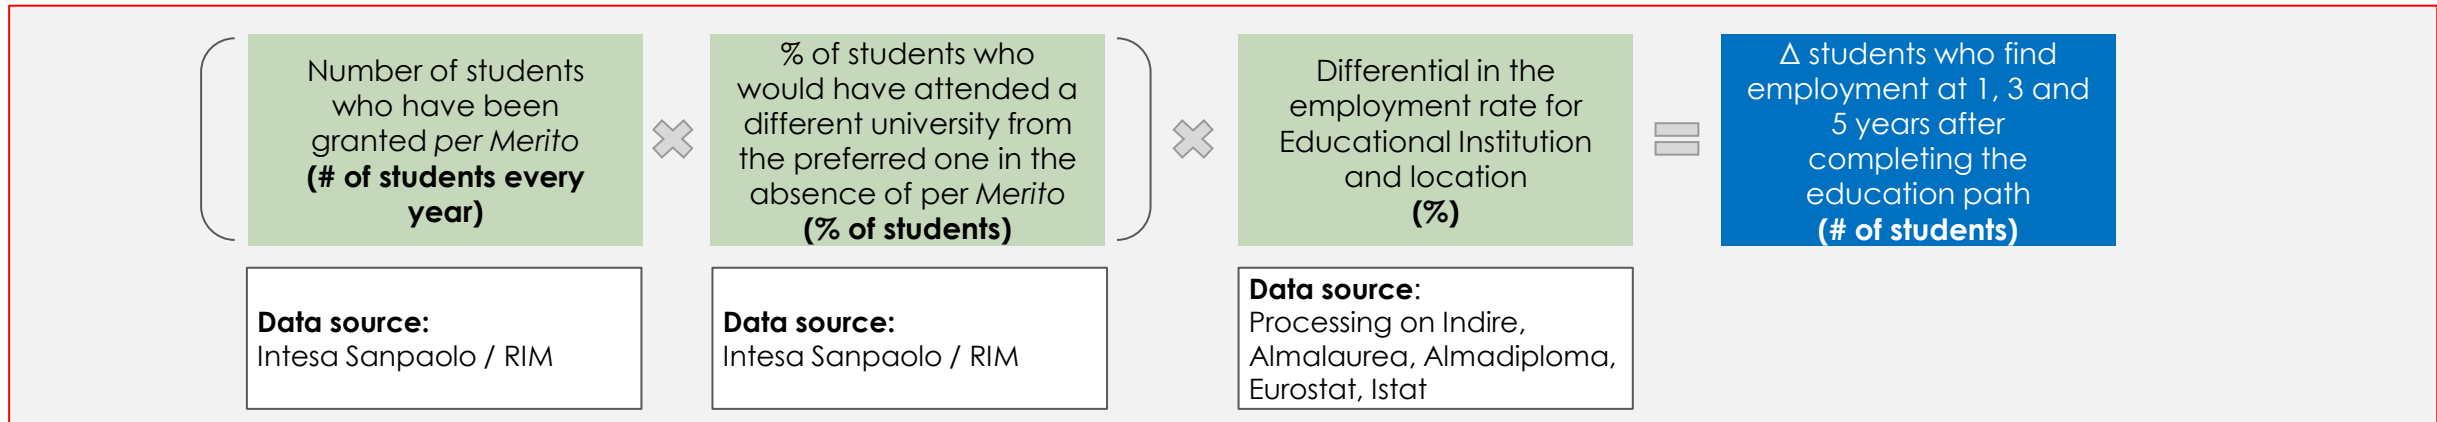 Number of students
who have been
granted per Merito
(# of students every
year)
% of students who
would have attended a
different university from
the preferred one in the
absence of per Merito
(% of students)
Differential in the
employment rate for
Educational Institution
and location
(%)
Δ students who find
employment at 1, 3 and
5 years after
completing the
education path
(# of students)
Data source:
Intesa Sanpaolo / RIM
Data source:
Intesa Sanpaolo / RIM
Data source:
Processing on Indire,
Almalaurea, Almadiploma,
Eurostat, Istat